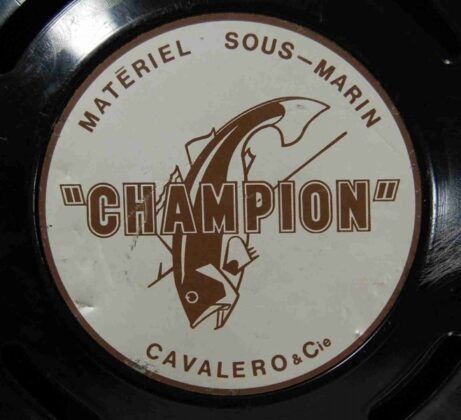 MATÉRIEL SOUS-MARIN
"CHAMPION"
CAVALERO & Cie